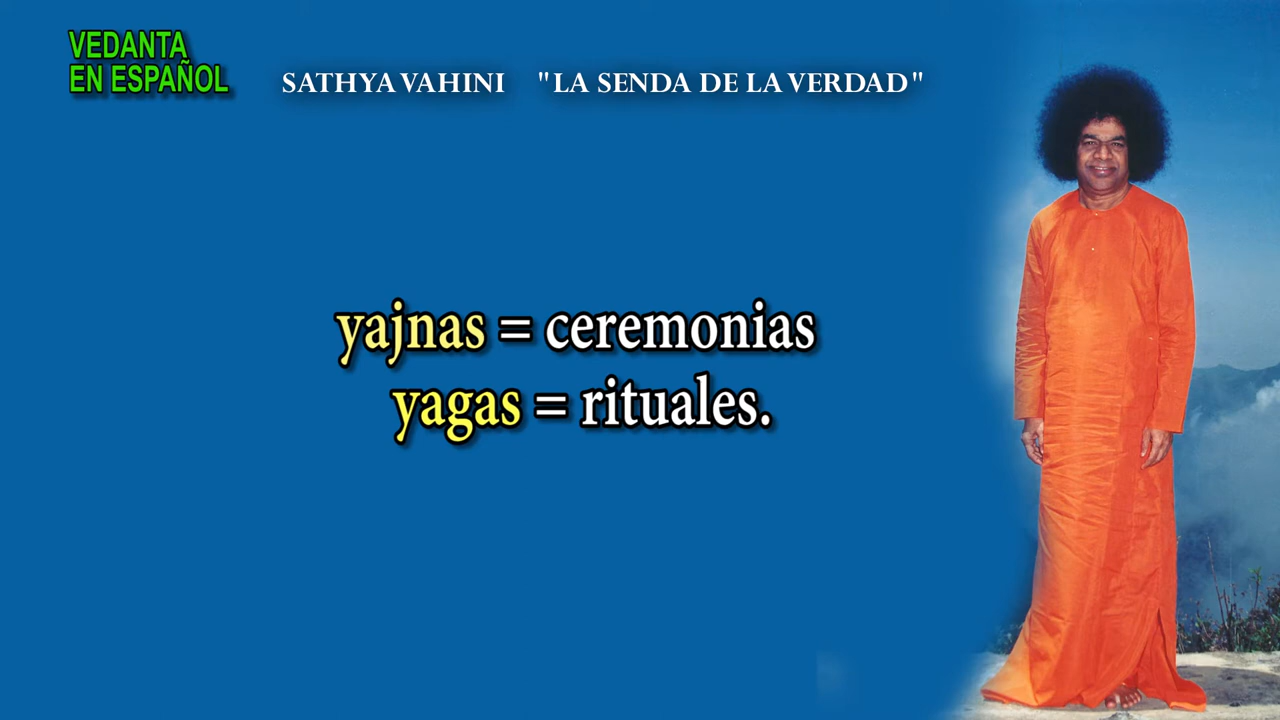 VEDANTA
EN ESPAÑOL
SATHYA VAHINI "LA SENDA DE LA VERDAD"
yajnas = ceremonias
yagas = rituales.